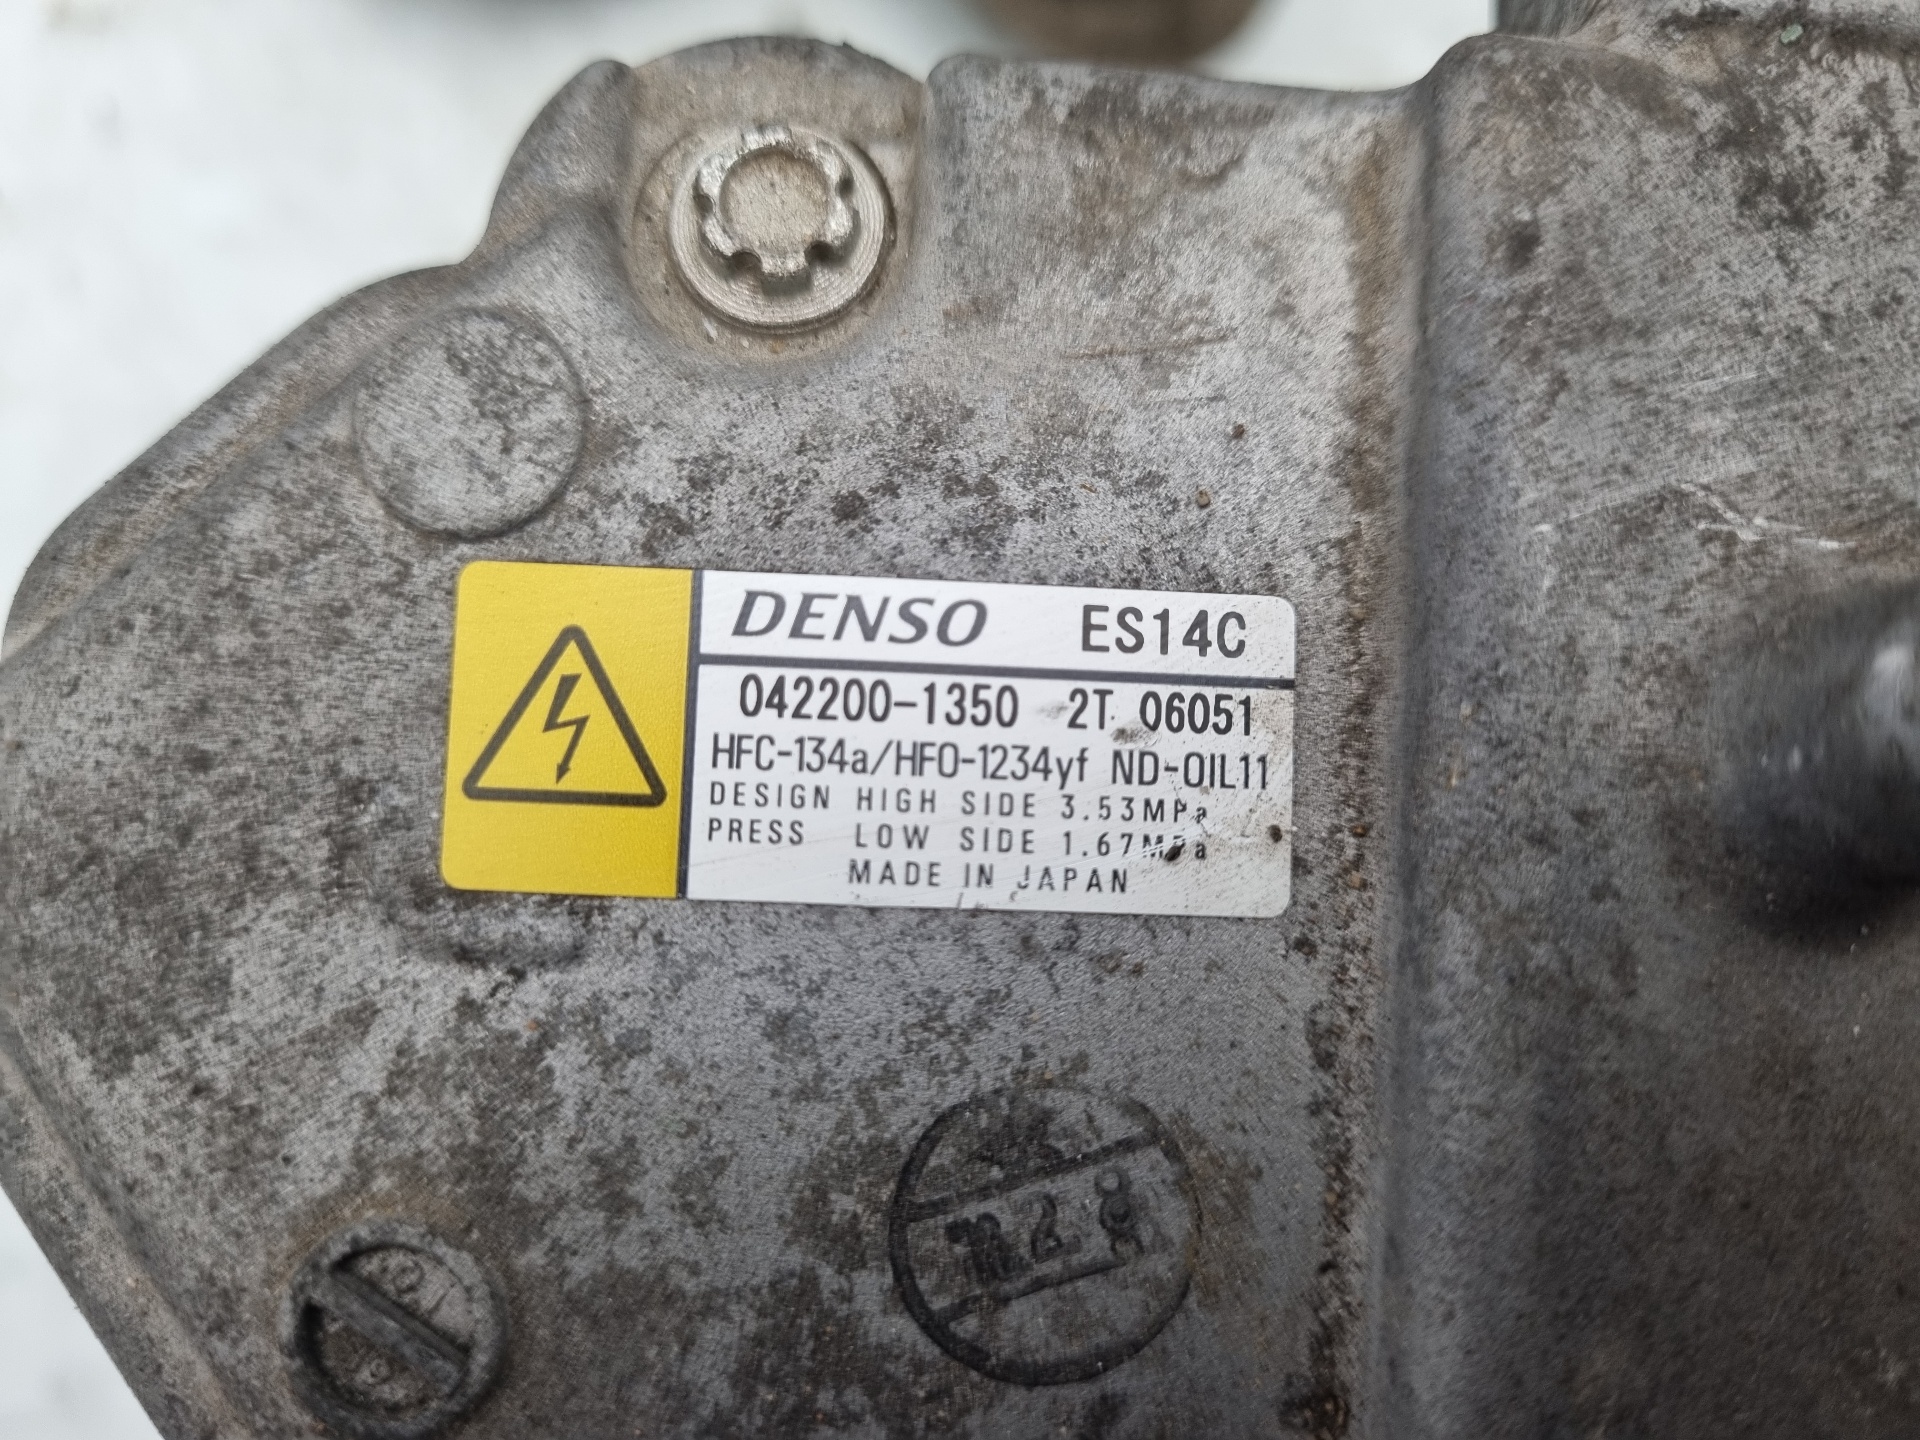 DENSO ES14C
042200-1350 2T 06051
HFC-134a/HFO-1234yf ND-OIL11
DESIGN HIGH SIDE 3.53MPa
PRESS LOW SIDE 1.67MPa
MADE IN JAPAN